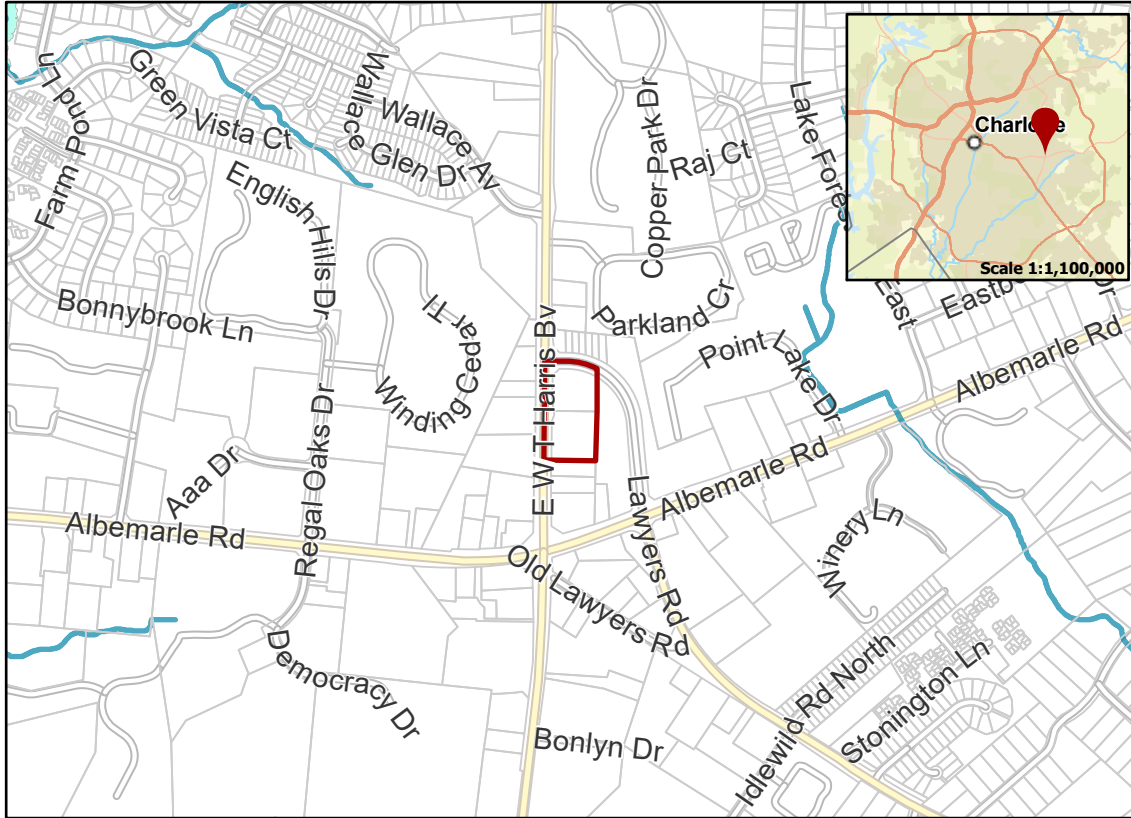 Green Vista Ct
Wallace Glen Dr
Wallace Av
Copper Park Dr
Raj Ct
Lake Fores
Charlotte
Scale 1:1,100,000
Farm Pond Ln
English Hills Dr
Bonnybrook Ln
Winding Cedar Tl
E W T Harris Bv
Parkland Cr
Point Lake Dr
East
Eastbo
Dr
Albemarle Rd
Regal Oaks Dr
Aaa Dr
Albemarle Rd
Albemarle Rd
Lawyers Rd
Old Lawyers Rd
Winery Ln
Democracy Dr
Bonlyn Dr
Idlewild Rd North
Stonington Ln